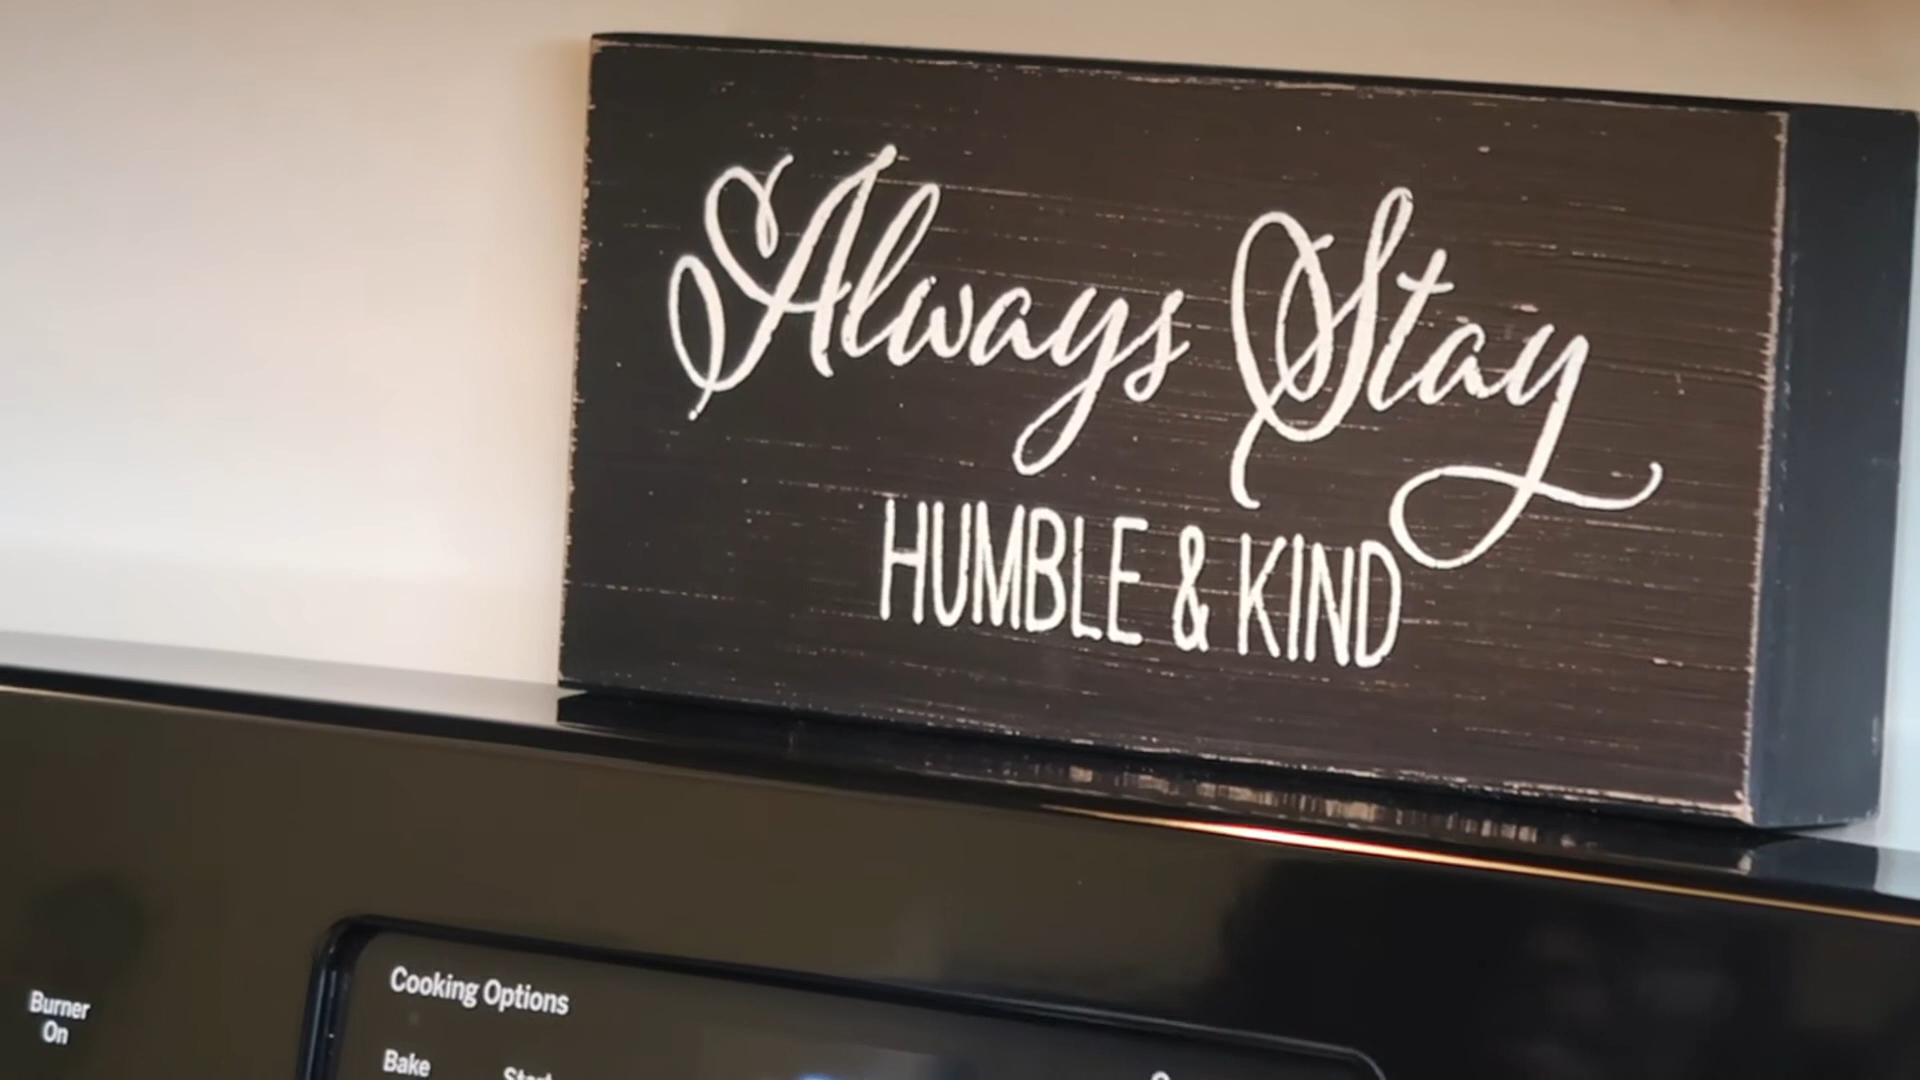 Always Stay
HUMBLE & KIND
Cooking Options
Burner
On
Bake